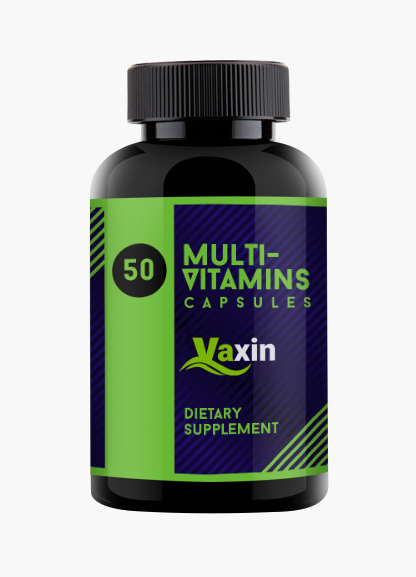 50
MULTI-
VITAMINS
CAPSULES
Vaxin
DIETARY
SUPPLEMENT